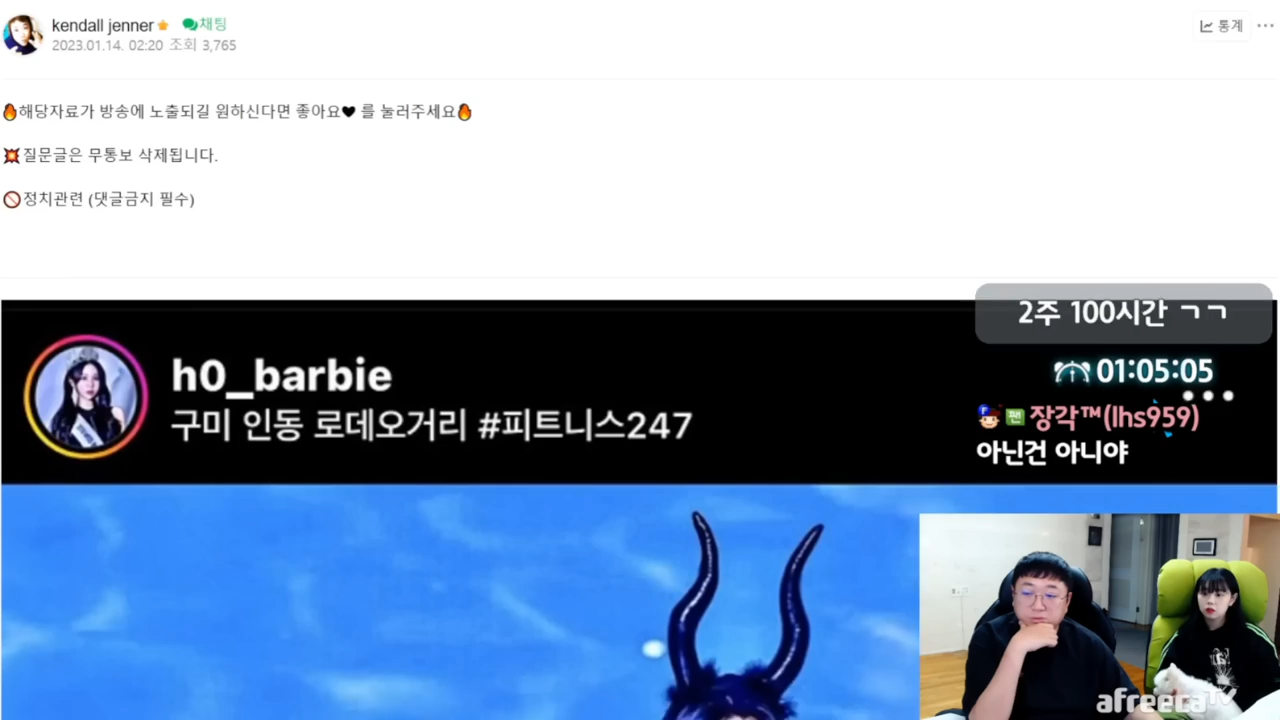 kendall jenner 채팅
2023.01.14. 02:20 조회 3,765
통계
해당자료가 방송에 노출되길 원하신다면 좋아요🖤 를 눌러주세요
질문글은 무통보 삭제됩니다.
정치관련 (댓글금지 필수)
2주 100시간 ㄱㄱ
01:05:05
h0_barbie
구미 인동 로데오거리 #피트니스247
팬 장각™(lhs959)
아닌건 아니야
afreecaTV